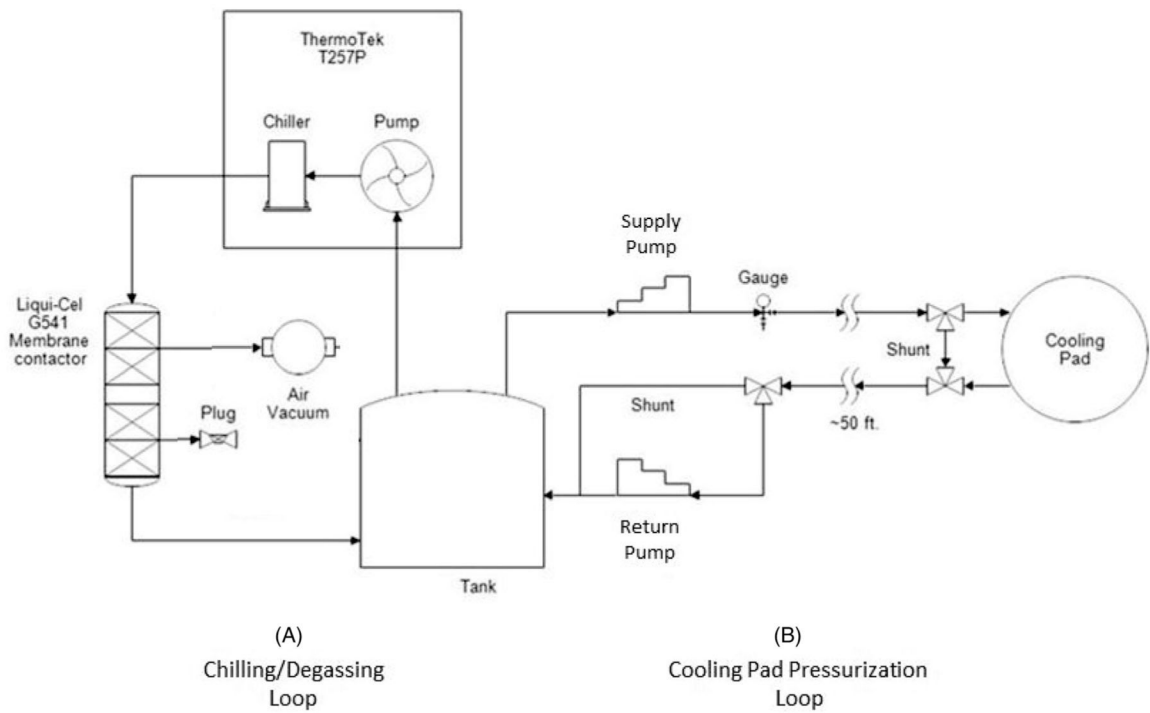 ThermoTek
T257P
Chiller
Pump
Supply
Pump
Gauge
Liqui-Cel
G541
Membrane
contactor
Air
Vacuum
Plug
Shunt
Cooling
Pad
Shunt
~50 ft.
Return
Pump
Tank
(A)
Chilling/Degassing
Loop
(B)
Cooling Pad Pressurization
Loop